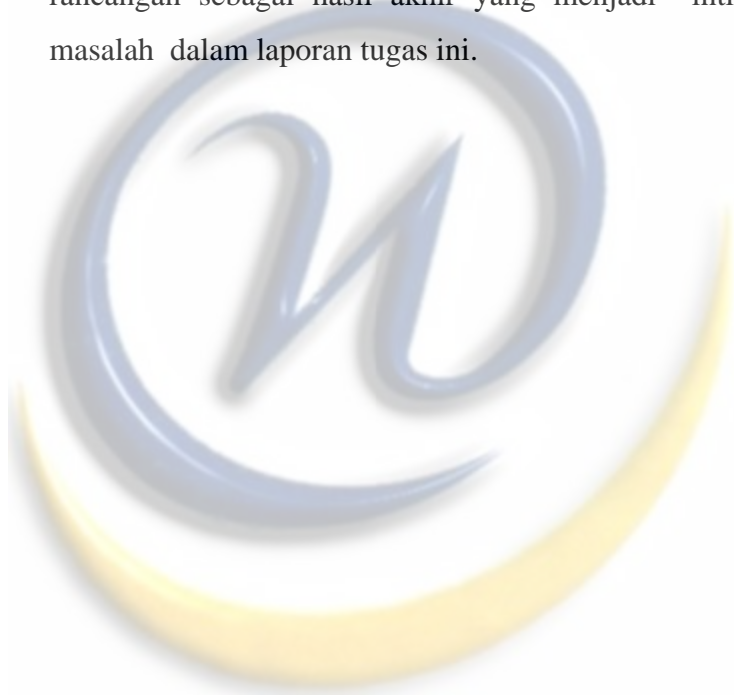 rancangan sebagai hasil akhir yang menjadi inti
masalah dalam laporan tugas ini.